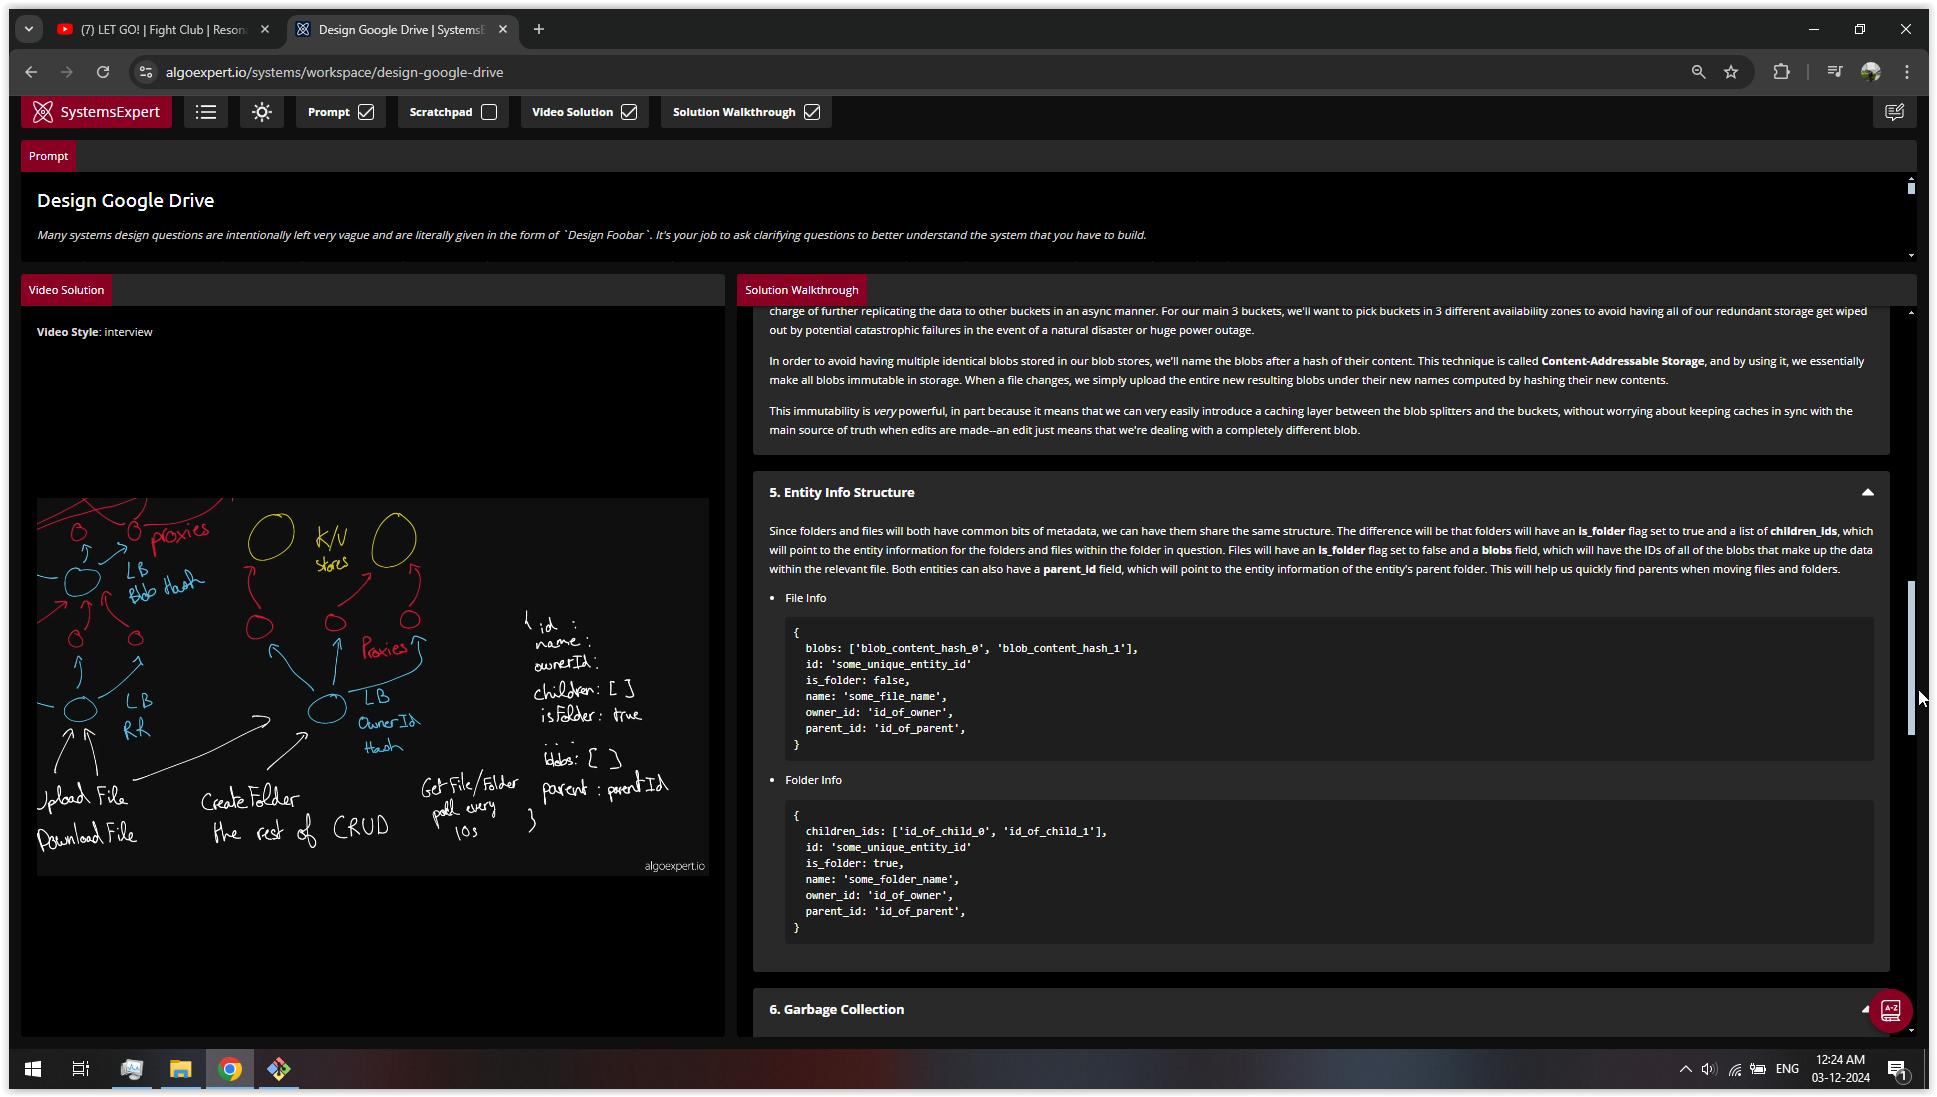 (7) LET GO! | Fight Club | Reson
Design Google Drive | SystemsE
algoexpert.io/systems/workspace/design-google-drive
SystemsExpert
Prompt
Scratchpad
Video Solution
Solution Walkthrough
Prompt
Design Google Drive
Many systems design questions are intentionally left very vague and are literally given in the form of `Design Foobar`. It's your job to ask clarifying questions to better understand the system that you have to build.
Video Solution
Video Style: interview
proxies
K/V
stores
LB
Blob Hash
Proxies
LB
RR
LB
OwnerId
Hash
{ id :
name :
ownerId:
children: [ ]
isFolder: true
. . .
blobs: [ ]
parent : parentId
}
Upload File
Download File
CreateFolder
the rest of CRUD
Get File/Folder
poll every
10s
algoexpert.io
Solution Walkthrough
charge of further replicating the data to other buckets in an async manner. For our main 3 buckets, we'll want to pick buckets in 3 different availability zones to avoid having all of our redundant storage get wiped
out by potential catastrophic failures in the event of a natural disaster or huge power outage.
In order to avoid having multiple identical blobs stored in our blob stores, we'll name the blobs after a hash of their content. This technique is called Content-Addressable Storage, and by using it, we essentially
make all blobs immutable in storage. When a file changes, we simply upload the entire new resulting blobs under their new names computed by hashing their new contents.
This immutability is very powerful, in part because it means that we can very easily introduce a caching layer between the blob splitters and the buckets, without worrying about keeping caches in sync with the
main source of truth when edits are made--an edit just means that we're dealing with a completely different blob.
5. Entity Info Structure
Since folders and files will both have common bits of metadata, we can have them share the same structure. The difference will be that folders will have an is_folder flag set to true and a list of children_ids, which
will point to the entity information for the folders and files within the folder in question. Files will have an is_folder flag set to false and a blobs field, which will have the IDs of all of the blobs that make up the data
within the relevant file. Both entities can also have a parent_id field, which will point to the entity information of the entity's parent folder. This will help us quickly find parents when moving files and folders.
• File Info
{
blobs: ['blob_content_hash_0', 'blob_content_hash_1'],
id: 'some_unique_entity_id'
is_folder: false,
name: 'some_file_name',
owner_id: 'id_of_owner',
parent_id: 'id_of_parent',
}
• Folder Info
{
children_ids: ['id_of_child_0', 'id_of_child_1'],
id: 'some_unique_entity_id'
is_folder: true,
name: 'some_folder_name',
owner_id: 'id_of_owner',
parent_id: 'id_of_parent',
}
6. Garbage Collection
A-Z
ENG
12:24 AM
03-12-2024
1